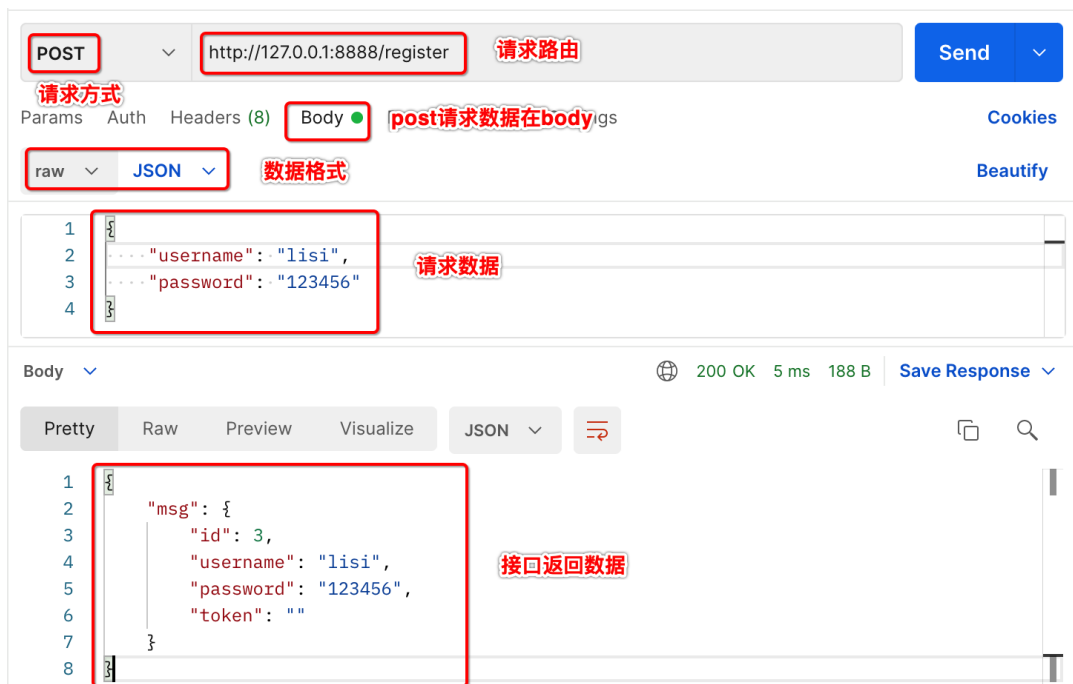 POST http://127.0.0.1:8888/register 请求路由 Send
请求方式
Params Auth Headers (8) Body post请求数据在body gs Cookies
raw JSON 数据格式 Beautify
1 {
2 "username": "lisi",
请求数据
3 "password": "123456"
4 }
Body 200 OK 5 ms 188 B Save Response
Pretty Raw Preview Visualize JSON
1 {
2 "msg": {
3 "id": 3,
4 "username": "lisi",
接口返回数据
5 "password": "123456",
6 "token": ""
7 }
8 }